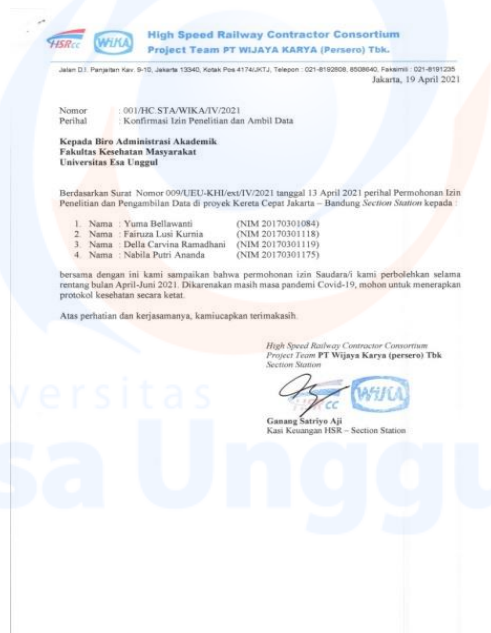 HSRcc WIKA High Speed Railway Contractor Consortium
Project Team PT WIJAYA KARYA (Persero) Tbk.
Jalan D.I. Panjaitan Kav. 9-10, Jakarta 13340, Kotak Pos 4174/JKTJ, Telepon : 021-8192808, 8508640, Faksimili : 021-8191235
Jakarta, 19 April 2021
Nomor : 001/HC.STA/WIKA/IV/2021
Perihal : Konfirmasi Izin Penelitian dan Ambil Data
Kepada Biro Administrasi Akademik
Fakultas Kesehatan Masyarakat
Universitas Esa Unggul
Berdasarkan Surat Nomor 009/UEU-KHI/ext/IV/2021 tanggal 13 April 2021 perihal Permohonan Izin
Penelitian dan Pengambilan Data di proyek Kereta Cepat Jakarta – Bandung Section Station kepada :
1. Nama : Yuma Bellawanti (NIM 20170301084)
2. Nama : Fairuza Lusi Kurnia (NIM 20170301118)
3. Nama : Della Carvina Ramadhani (NIM 20170301119)
4. Nama : Nabila Putri Ananda (NIM 20170301175)
bersama dengan ini kami sampaikan bahwa permohonan izin Saudara/i kami perbolehkan selama
rentang bulan April-Juni 2021. Dikarenakan masih masa pandemi Covid-19, mohon untuk menerapkan
protokol kesehatan secara ketat.
Atas perhatian dan kerjasamanya, kamiucapkan terimakasih.
High Speed Railway Contractor Consortium
Project Team PT Wijaya Karya (persero) Tbk
Section Station
HSRcc WIKA
Ganang Satriyo Aji
Kasi Keuangan HSR – Section Station
versitas
sa Unggu